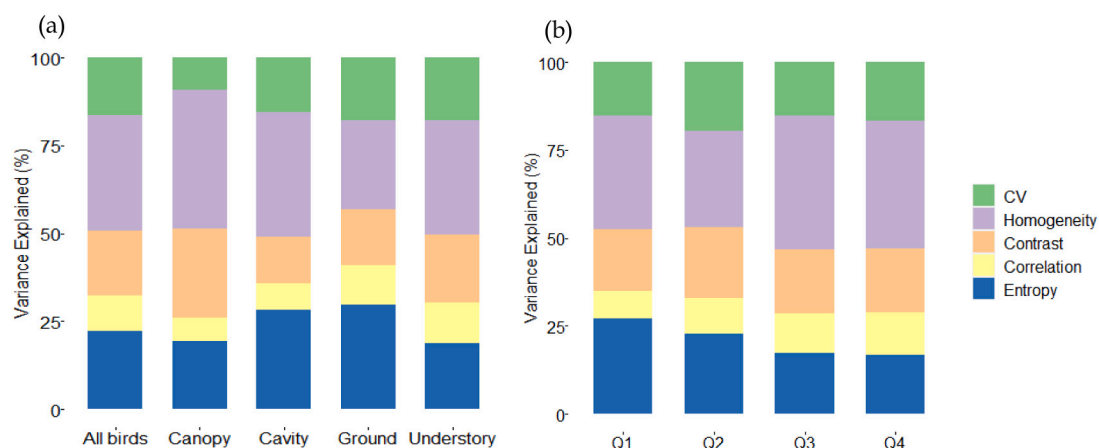 (a)
Variance Explained (%)
100
75
50
25
0
All birds Canopy Cavity Ground Understory
(b)
Variance Explained (%)
100
75
50
25
0
Q1 Q2 Q3 Q4
CV
Homogeneity
Contrast
Correlation
Entropy